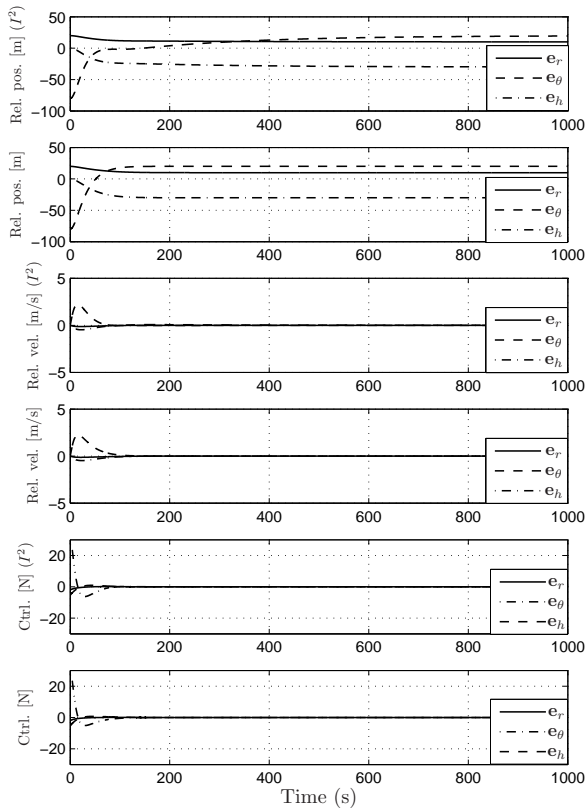 Rel. pos. [m] (I²)
50
0
−50
−100
0
200
400
600
800
1000
e_r
e_θ
e_h
Rel. pos. [m]
50
0
−50
−100
0
200
400
600
800
1000
e_r
e_θ
e_h
Rel. vel. [m/s] (I²)
5
0
−5
0
200
400
600
800
1000
e_r
e_θ
e_h
Rel. vel. [m/s]
5
0
−5
0
200
400
600
800
1000
e_r
e_θ
e_h
Ctrl. [N] (I²)
20
0
−20
0
200
400
600
800
1000
e_r
e_θ
e_h
Ctrl. [N]
20
0
−20
0
200
400
600
800
1000
e_r
e_θ
e_h
Time (s)